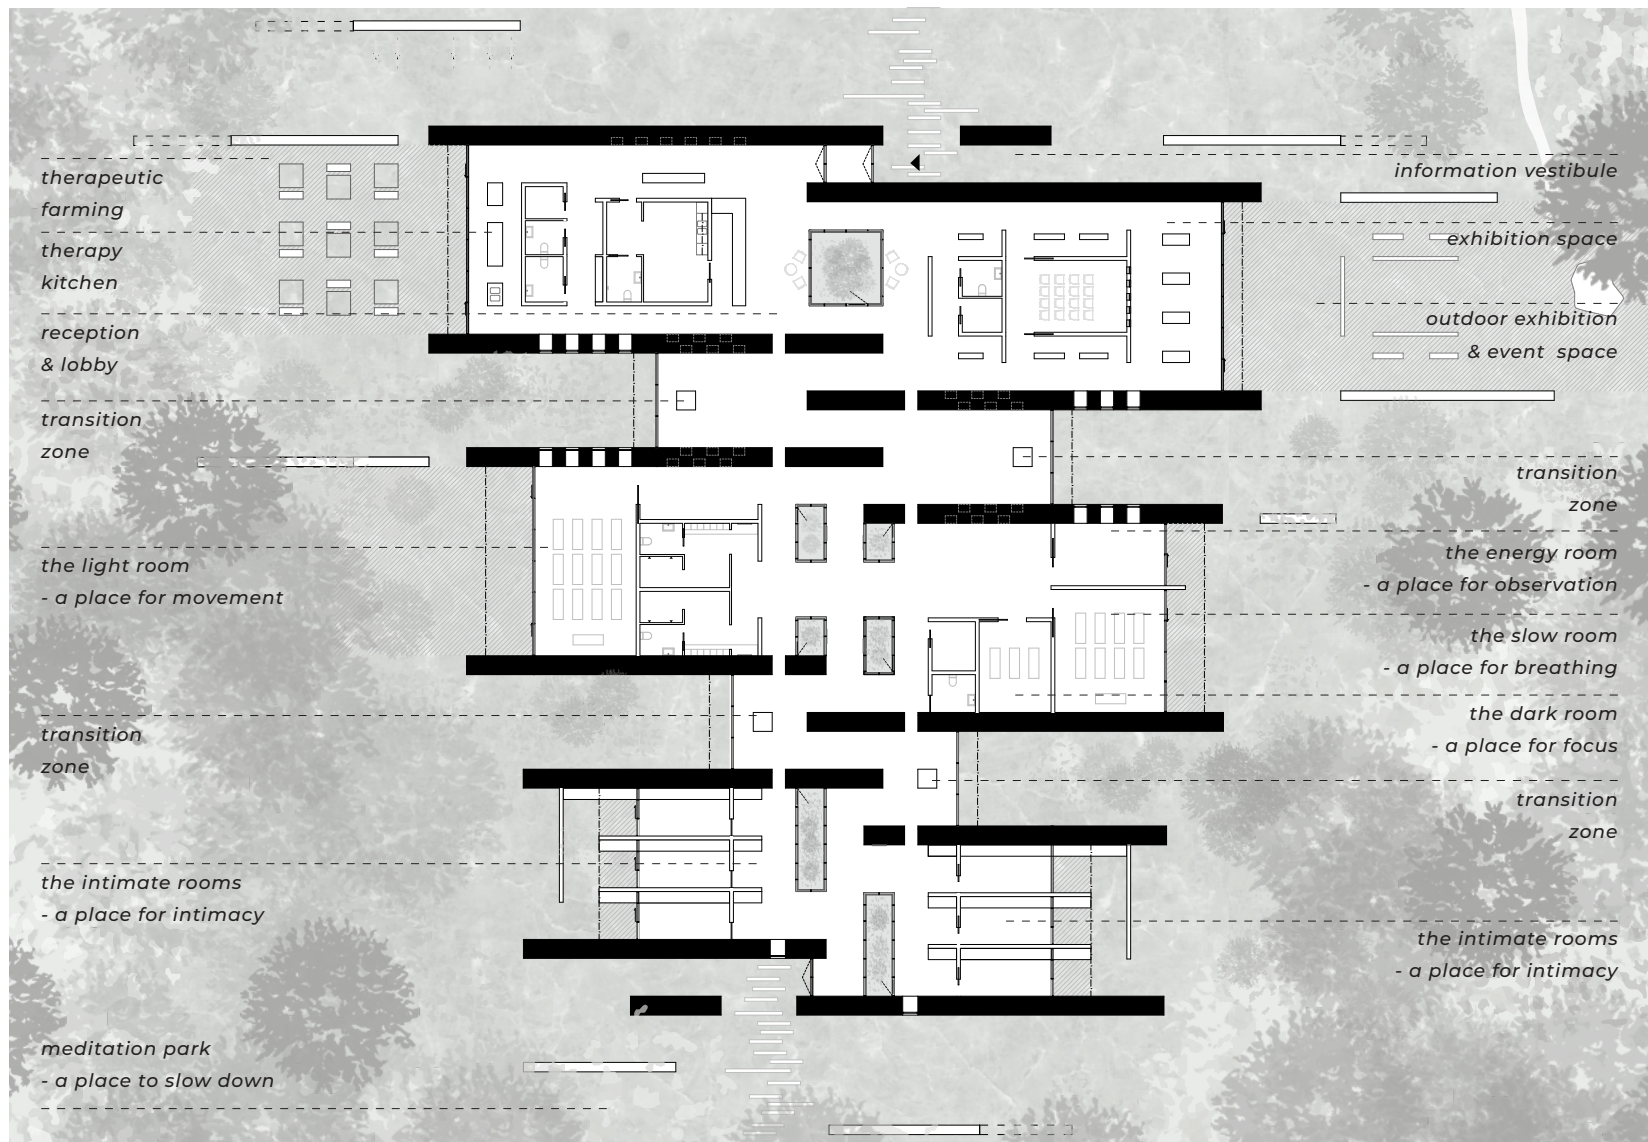 therapeutic
farming
therapy
kitchen
reception
& lobby
transition
zone
the light room
- a place for movement
transition
zone
the intimate rooms
- a place for intimacy
meditation park
- a place to slow down
information vestibule
exhibition space
outdoor exhibition
& event space
transition
zone
the energy room
- a place for observation
the slow room
- a place for breathing
the dark room
- a place for focus
transition
zone
the intimate rooms
- a place for intimacy